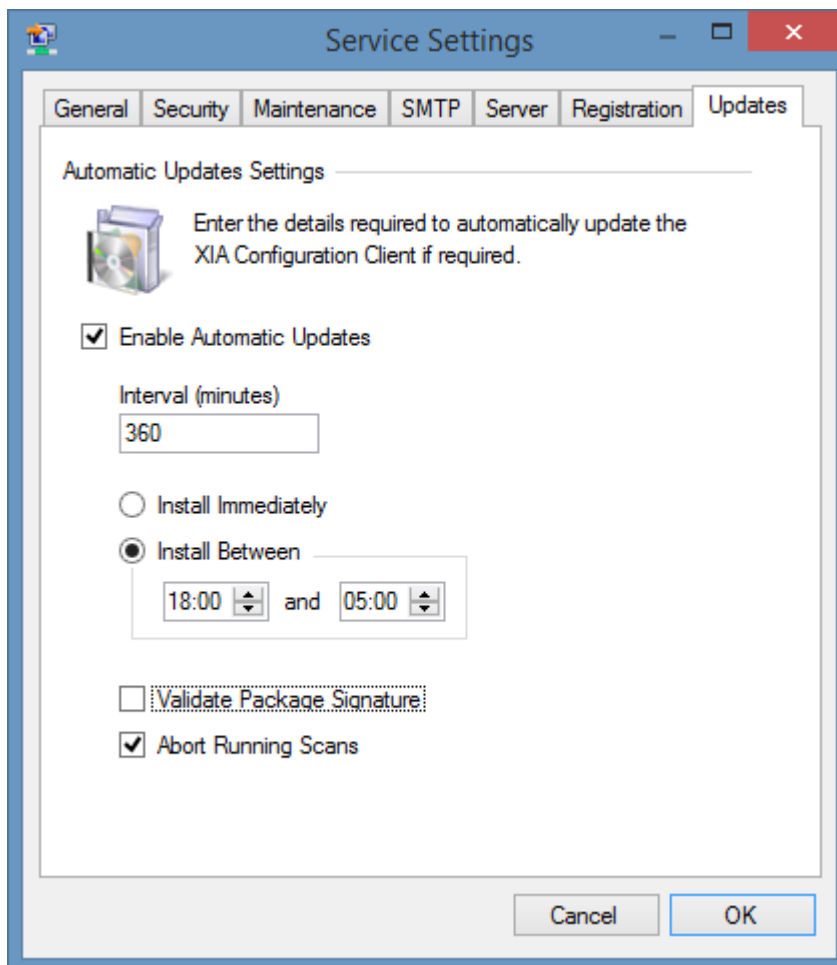 Service Settings
General Security Maintenance SMTP Server Registration Updates
Automatic Updates Settings
Enter the details required to automatically update the
XIA Configuration Client if required.
Enable Automatic Updates
Interval (minutes)
360
Install Immediately
Install Between
18:00 and 05:00
Validate Package Signature
Abort Running Scans
Cancel OK